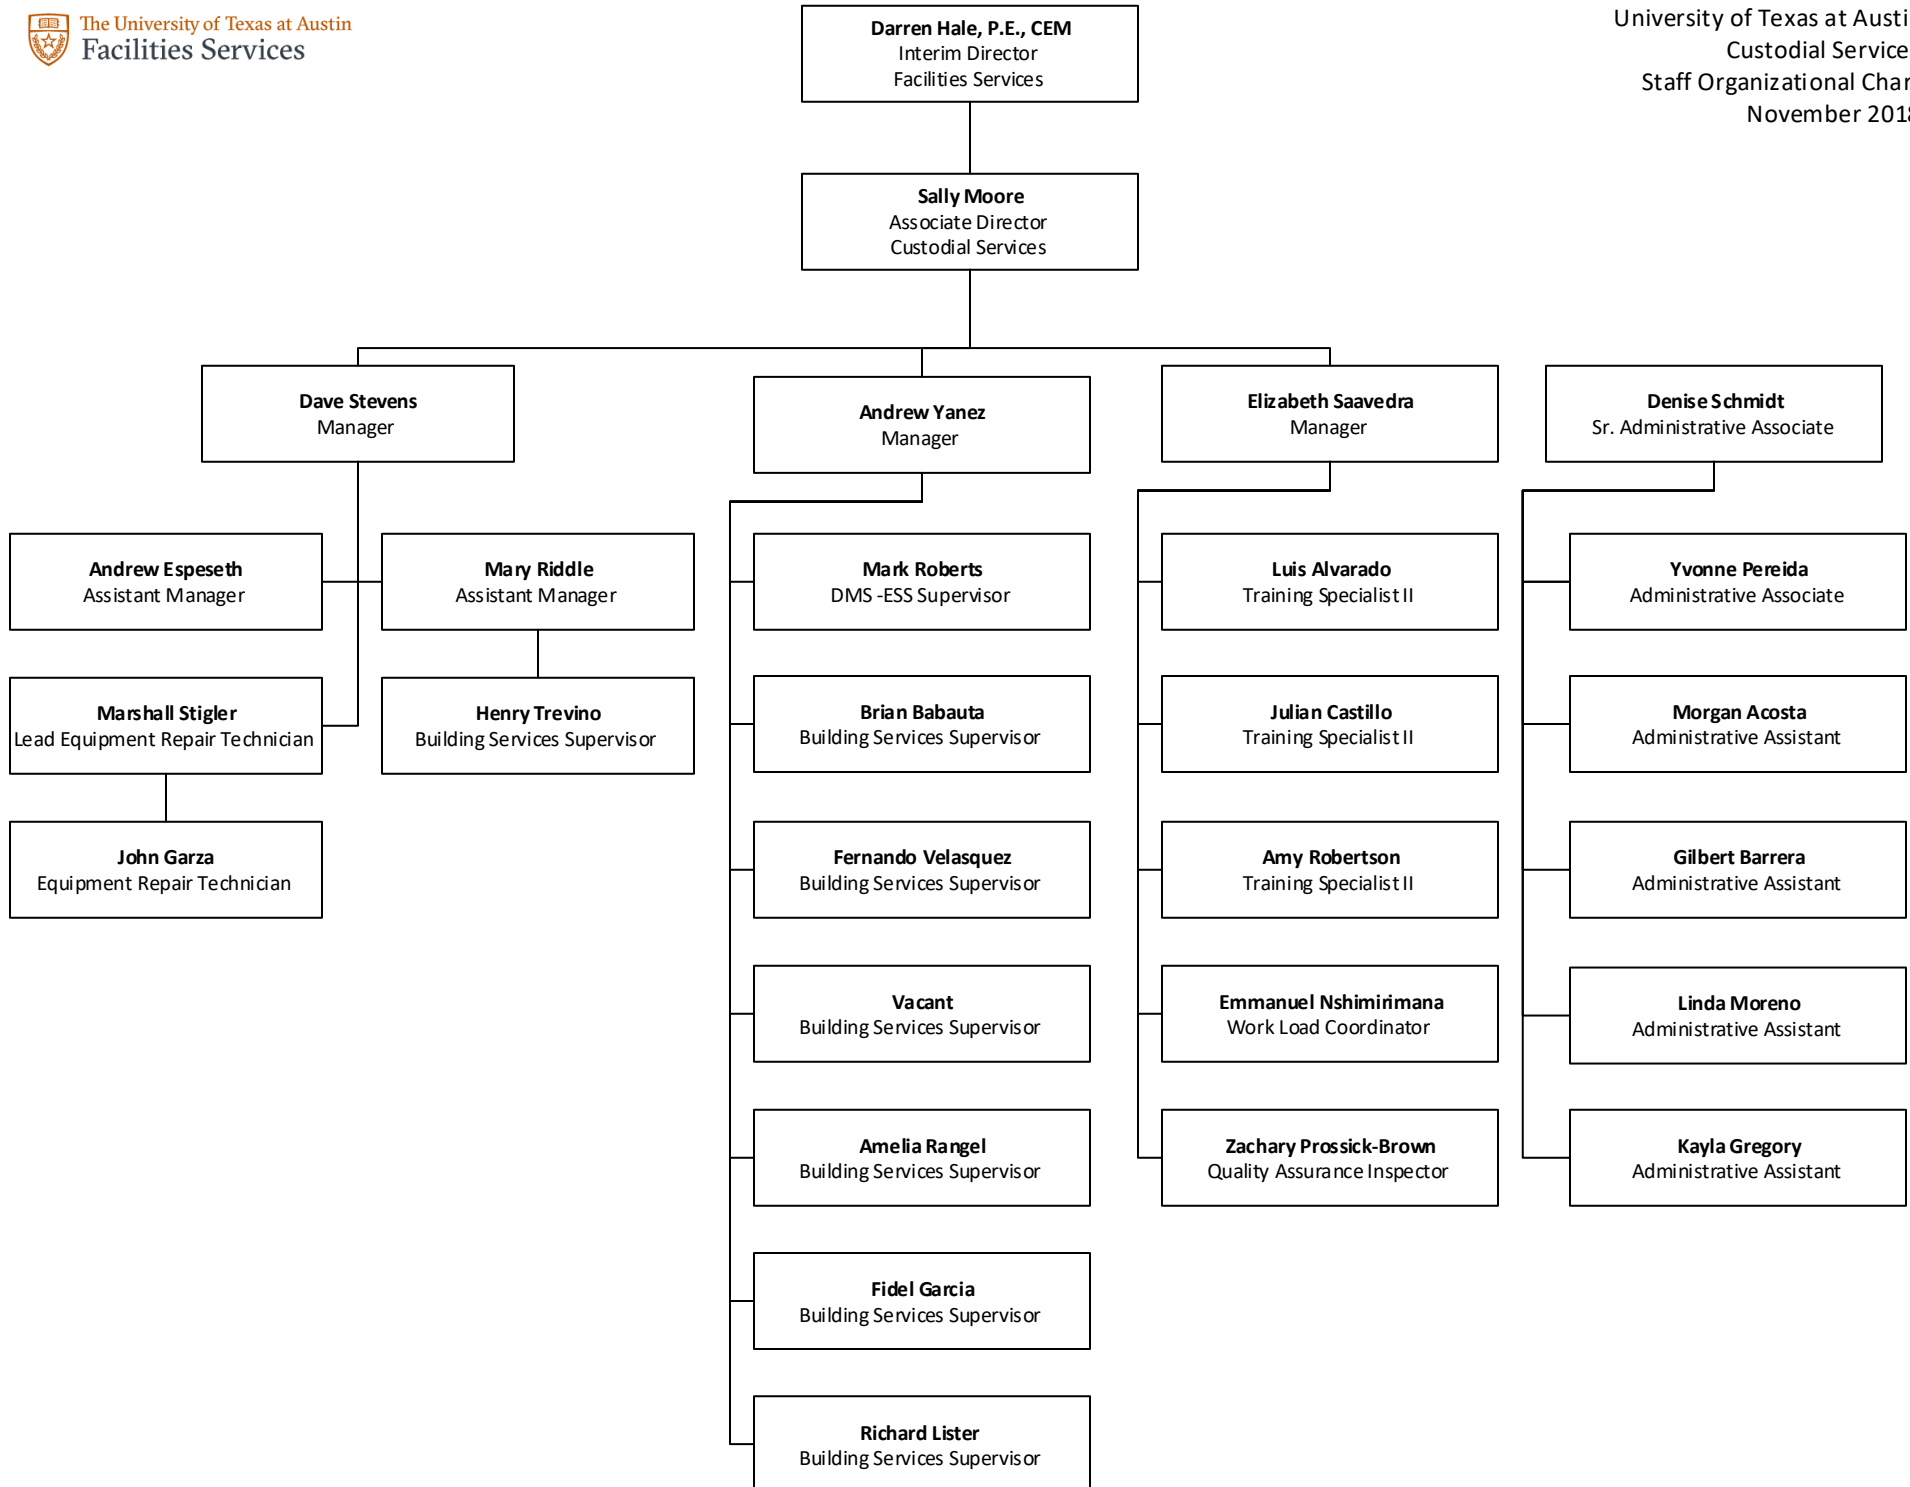 The University of Texas at Austin
Facilities Services
University of Texas at Austi
Custodial Service
Staff Organizational Char
November 2018
Darren Hale, P.E., CEM
Interim Director
Facilities Services
Sally Moore
Associate Director
Custodial Services
Dave Stevens
Manager
Andrew Yanez
Manager
Elizabeth Saavedra
Manager
Denise Schmidt
Sr. Administrative Associate
Andrew Espeseth
Assistant Manager
Mary Riddle
Assistant Manager
Marshall Stigler
Lead Equipment Repair Technician
Henry Trevino
Building Services Supervisor
John Garza
Equipment Repair Technician
Mark Roberts
DMS -ESS Supervisor
Brian Babauta
Building Services Supervisor
Fernando Velasquez
Building Services Supervisor
Vacant
Building Services Supervisor
Amelia Rangel
Building Services Supervisor
Fidel Garcia
Building Services Supervisor
Richard Lister
Building Services Supervisor
Luis Alvarado
Training Specialist II
Julian Castillo
Training Specialist II
Amy Robertson
Training Specialist II
Emmanuel Nshimirimana
Work Load Coordinator
Zachary Prossick-Brown
Quality Assurance Inspector
Yvonne Pereida
Administrative Associate
Morgan Acosta
Administrative Assistant
Gilbert Barrera
Administrative Assistant
Linda Moreno
Administrative Assistant
Kayla Gregory
Administrative Assistant